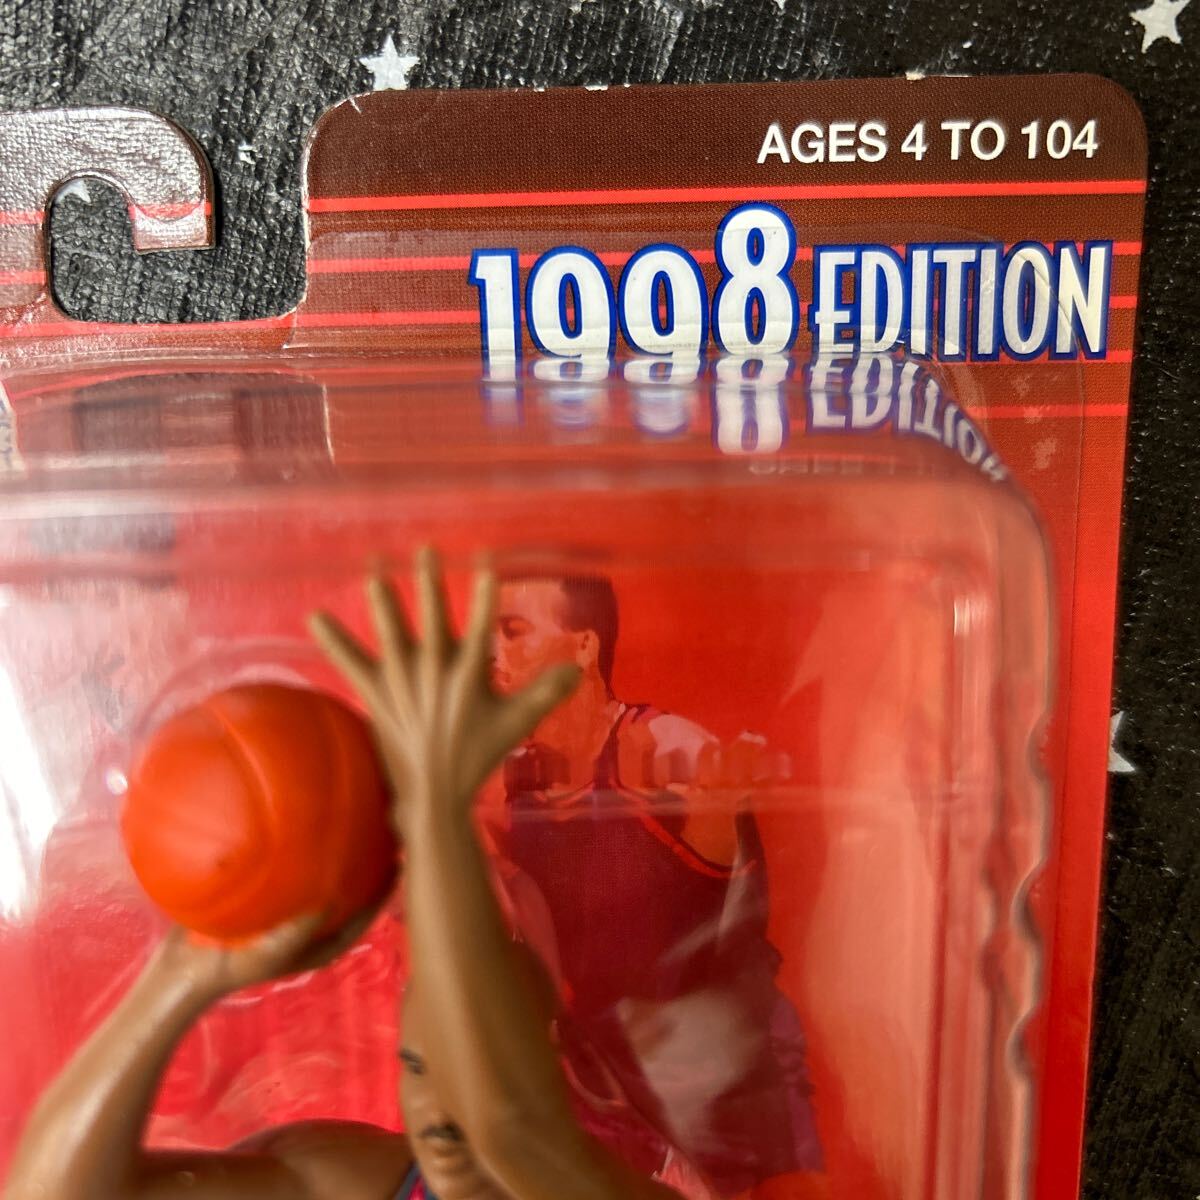 AGES 4 TO 104
1998 EDITION